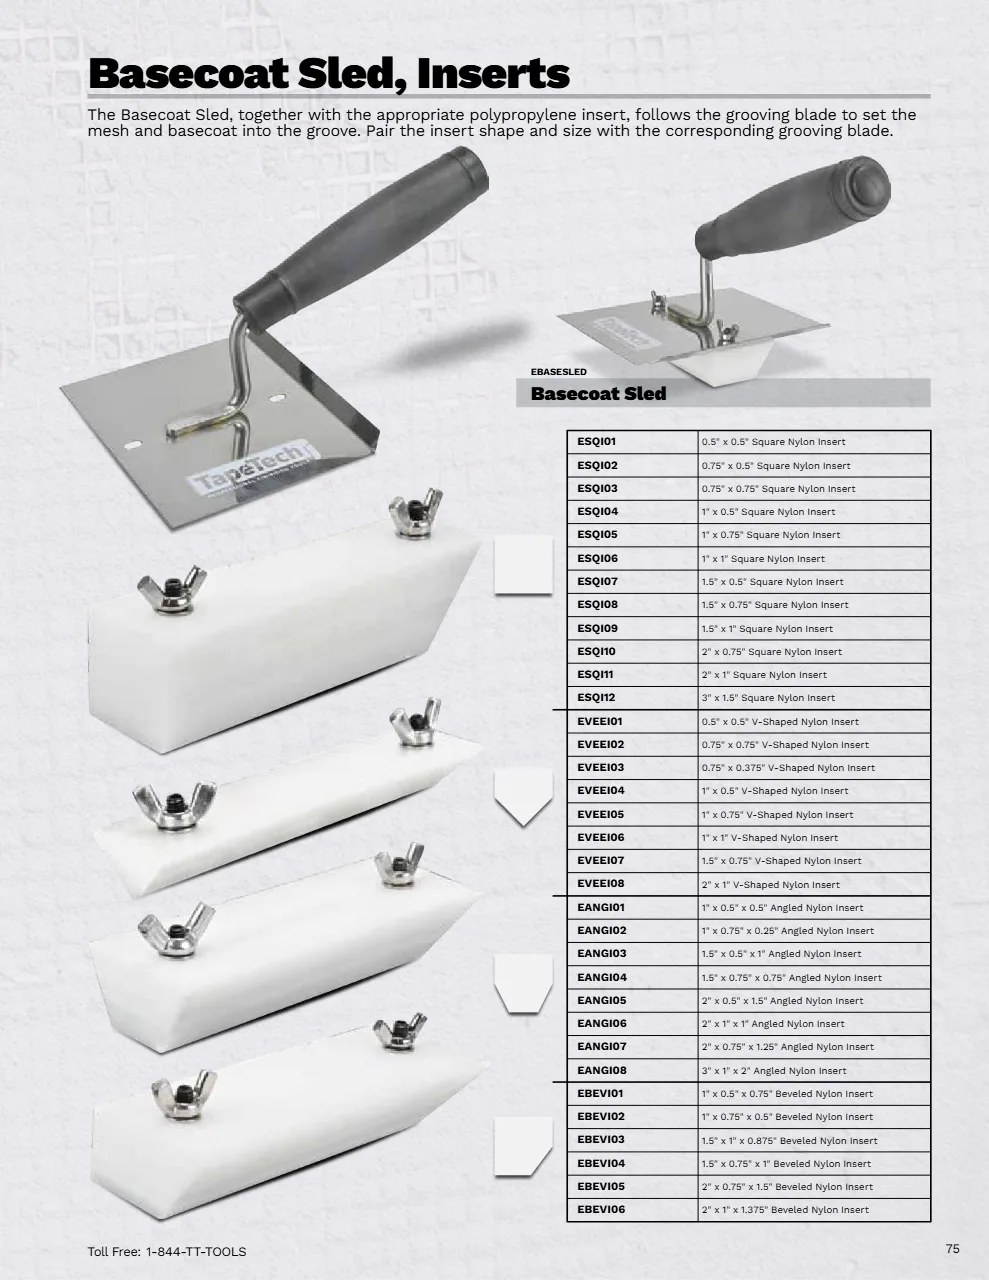 Basecoat Sled, Inserts
The Basecoat Sled, together with the appropriate polypropylene insert, follows the grooving blade to set the
mesh and basecoat into the groove. Pair the insert shape and size with the corresponding grooving blade.
TapeTech
TapeTech
EBASESLED
Basecoat Sled
ESQI01 0.5" x 0.5" Square Nylon Insert
ESQI02 0.75" x 0.5" Square Nylon Insert
ESQI03 0.75" x 0.75" Square Nylon Insert
ESQI04 1" x 0.5" Square Nylon Insert
ESQI05 1" x 0.75" Square Nylon Insert
ESQI06 1" x 1" Square Nylon Insert
ESQI07 1.5" x 0.5" Square Nylon Insert
ESQI08 1.5" x 0.75" Square Nylon Insert
ESQI09 1.5" x 1" Square Nylon Insert
ESQI10 2" x 0.75" Square Nylon Insert
ESQI11 2" x 1" Square Nylon Insert
ESQI12 3" x 1.5" Square Nylon Insert
EVEEI01 0.5" x 0.5" V-Shaped Nylon Insert
EVEEI02 0.75" x 0.75" V-Shaped Nylon Insert
EVEEI03 0.75" x 0.375" V-Shaped Nylon Insert
EVEEI04 1" x 0.5" V-Shaped Nylon Insert
EVEEI05 1" x 0.75" V-Shaped Nylon Insert
EVEEI06 1" x 1" V-Shaped Nylon Insert
EVEEI07 1.5" x 0.75" V-Shaped Nylon Insert
EVEEI08 2" x 1" V-Shaped Nylon Insert
EANGI01 1" x 0.5" x 0.5" Angled Nylon Insert
EANGI02 1" x 0.75" x 0.25" Angled Nylon Insert
EANGI03 1.5" x 0.5" x 1" Angled Nylon Insert
EANGI04 1.5" x 0.75" x 0.75" Angled Nylon Insert
EANGI05 2" x 0.5" x 1.5" Angled Nylon Insert
EANGI06 2" x 1" x 1" Angled Nylon Insert
EANGI07 2" x 0.75" x 1.25" Angled Nylon Insert
EANGI08 3" x 1" x 2" Angled Nylon Insert
EBEVI01 1" x 0.5" x 0.75" Beveled Nylon Insert
EBEVI02 1" x 0.75" x 0.5" Beveled Nylon Insert
EBEVI03 1.5" x 1" x 0.875" Beveled Nylon Insert
EBEVI04 1.5" x 0.75" x 1" Beveled Nylon Insert
EBEVI05 2" x 0.75" x 1.5" Beveled Nylon Insert
EBEVI06 2" x 1" x 1.375" Beveled Nylon Insert
Toll Free: 1-844-TT-TOOLS
75